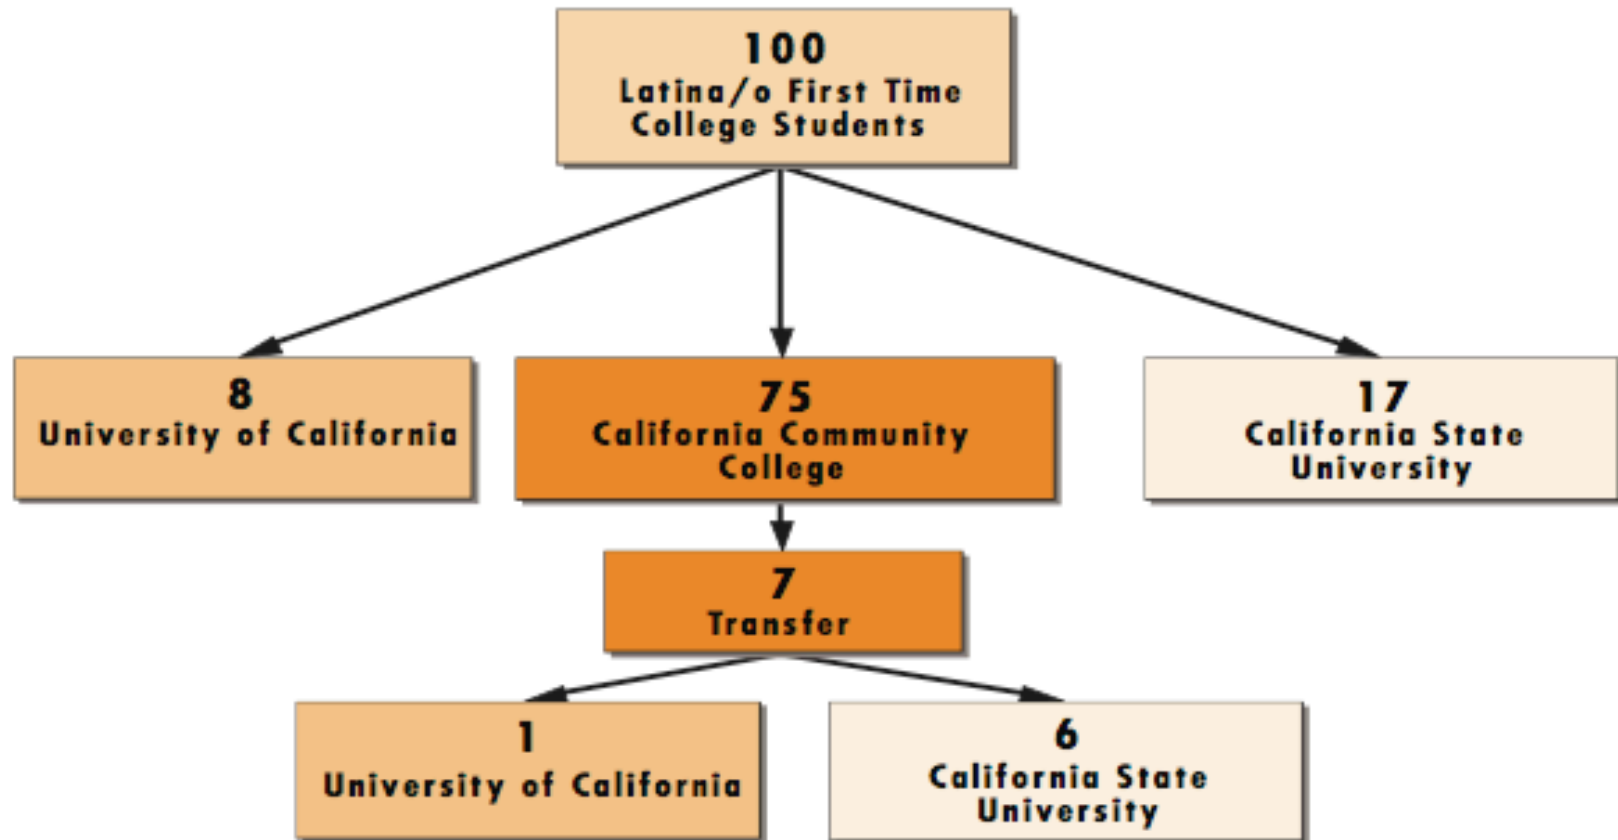 100
Latina/o First Time
College Students
8
University of California
75
California Community
College
17
California State
University
7
Transfer
1
University of California
6
California State
University